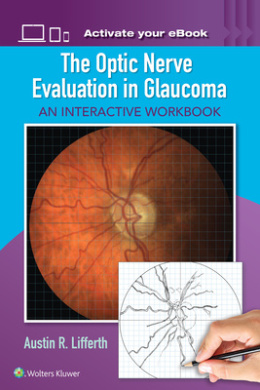 Activate your eBook
The Optic Nerve
Evaluation in Glaucoma
AN INTERACTIVE WORKBOOK
Austin R. Lifferth
Wolters Kluwer